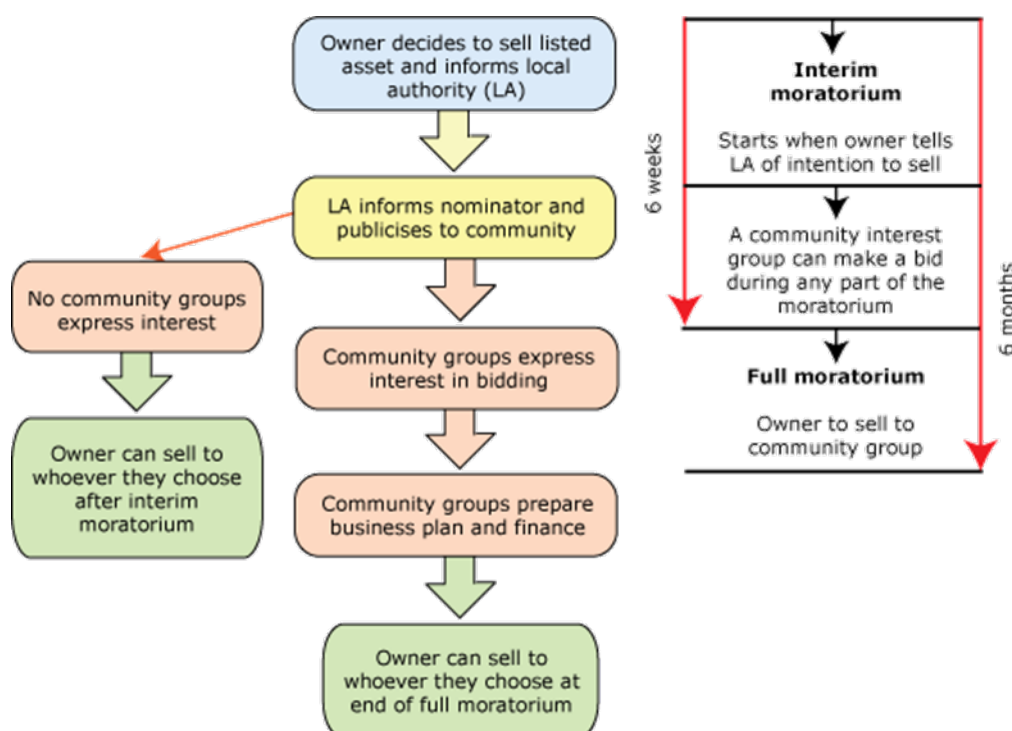 Owner decides to sell listed
asset and informs local
authority (LA)
LA informs nominator and
publicises to community
No community groups
express interest
Owner can sell to
whoever they choose
after interim
moratorium
Community groups express
interest in bidding
Community groups prepare
business plan and finance
Owner can sell to
whoever they choose at
end of full moratorium
6 weeks
Interim
moratorium
Starts when owner tells
LA of intention to sell
A community interest
group can make a bid
during any part of the
moratorium
Full moratorium
Owner to sell to
community group
6 months